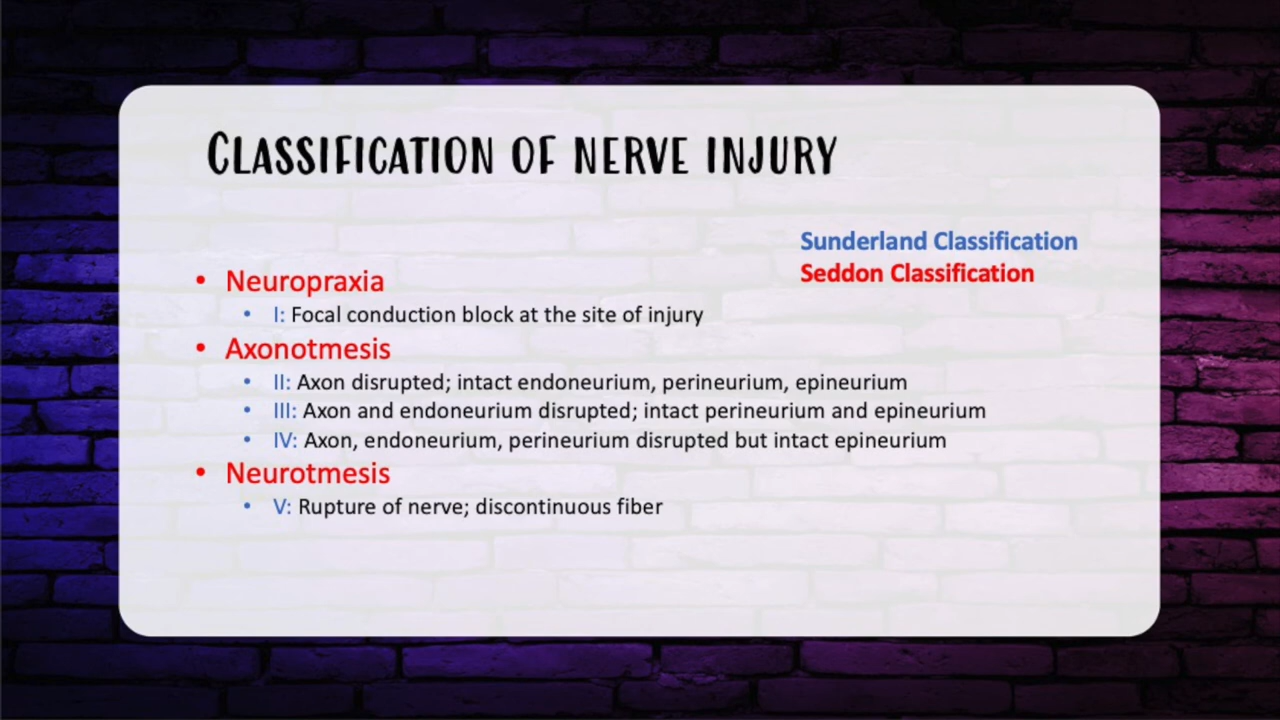 Classification of nerve injury
Sunderland Classification
Seddon Classification
• Neuropraxia
• I: Focal conduction block at the site of injury
• Axonotmesis
• II: Axon disrupted; intact endoneurium, perineurium, epineurium
• III: Axon and endoneurium disrupted; intact perineurium and epineurium
• IV: Axon, endoneurium, perineurium disrupted but intact epineurium
• Neurotmesis
• V: Rupture of nerve; discontinuous fiber